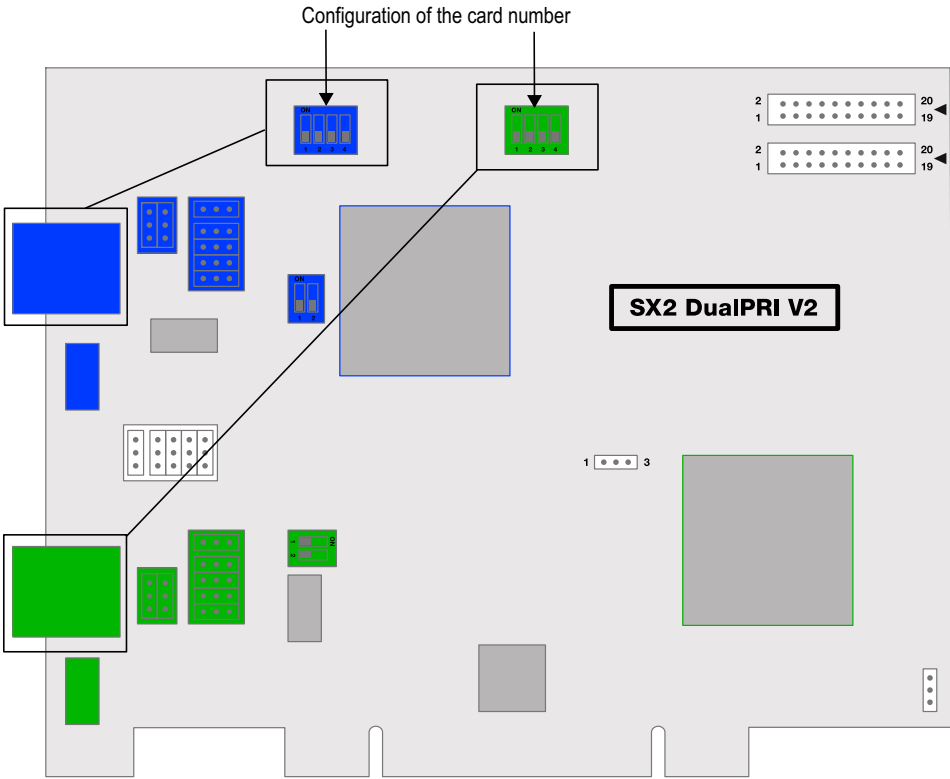 Configuration of the card number
ON
1 2 3 4
ON
1 2 3 4
2 20
1 19
2 20
1 19
ON
1 2
SX2 DualPRI V2
1 3
1
2
ON